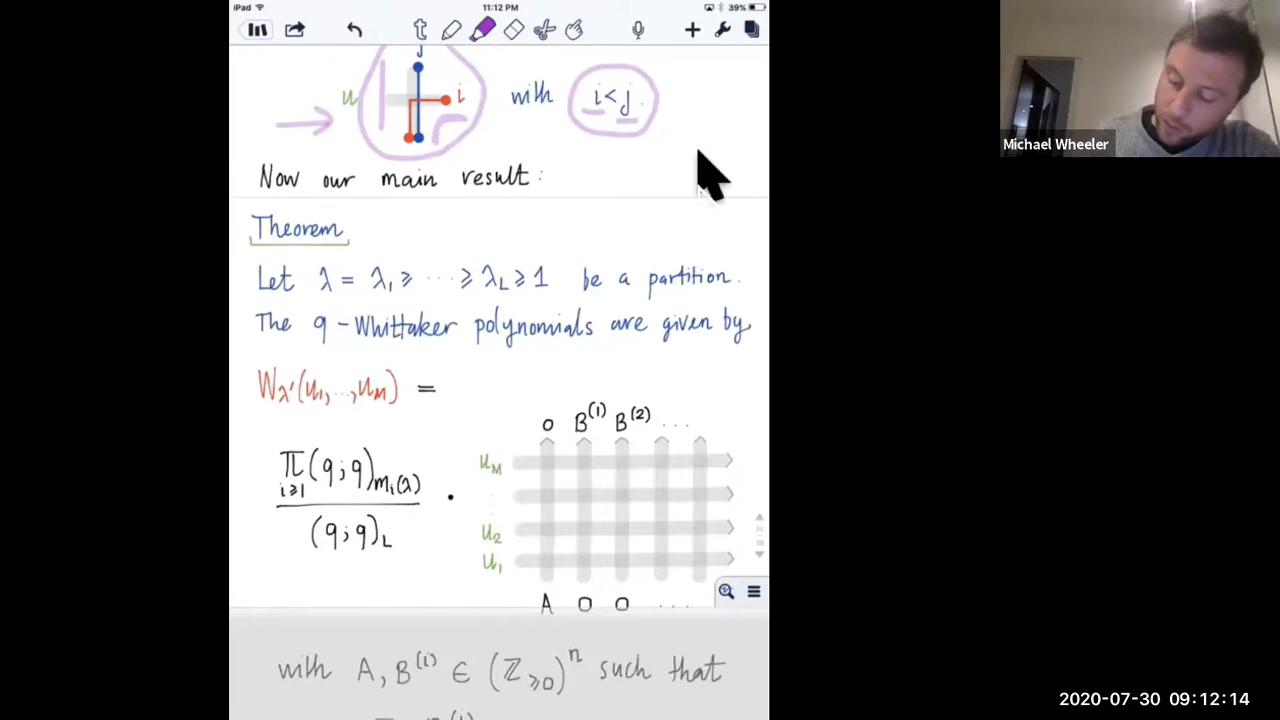 iPad
11:12 PM
39%
j
u
i
with i<j
Now our main result:
Theorem
Let λ = λ₁ ≥ ··· ≥ λ_L ≥ 1 be a partition.
The q-Whittaker polynomials are given by
W_λ'(u₁,...,u_M) =
0 B^(1) B^(2) ...
∏_{i≥1} (q;q)_{m_i(λ)}
(q;q)_L
·
u_M
⋮
u₂
u₁
A 0 0 ...
with A, B^(i) ∈ (ℤ_{≥0})^n such that
Michael Wheeler
2020-07-30 09:12:14